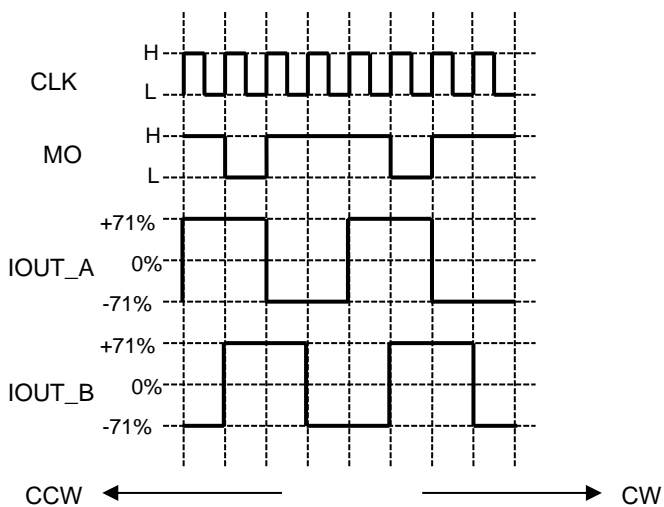 H
CLK
L
H
MO
L
+71%
IOUT_A
0%
-71%
+71%
IOUT_B
0%
-71%
CCW
CW